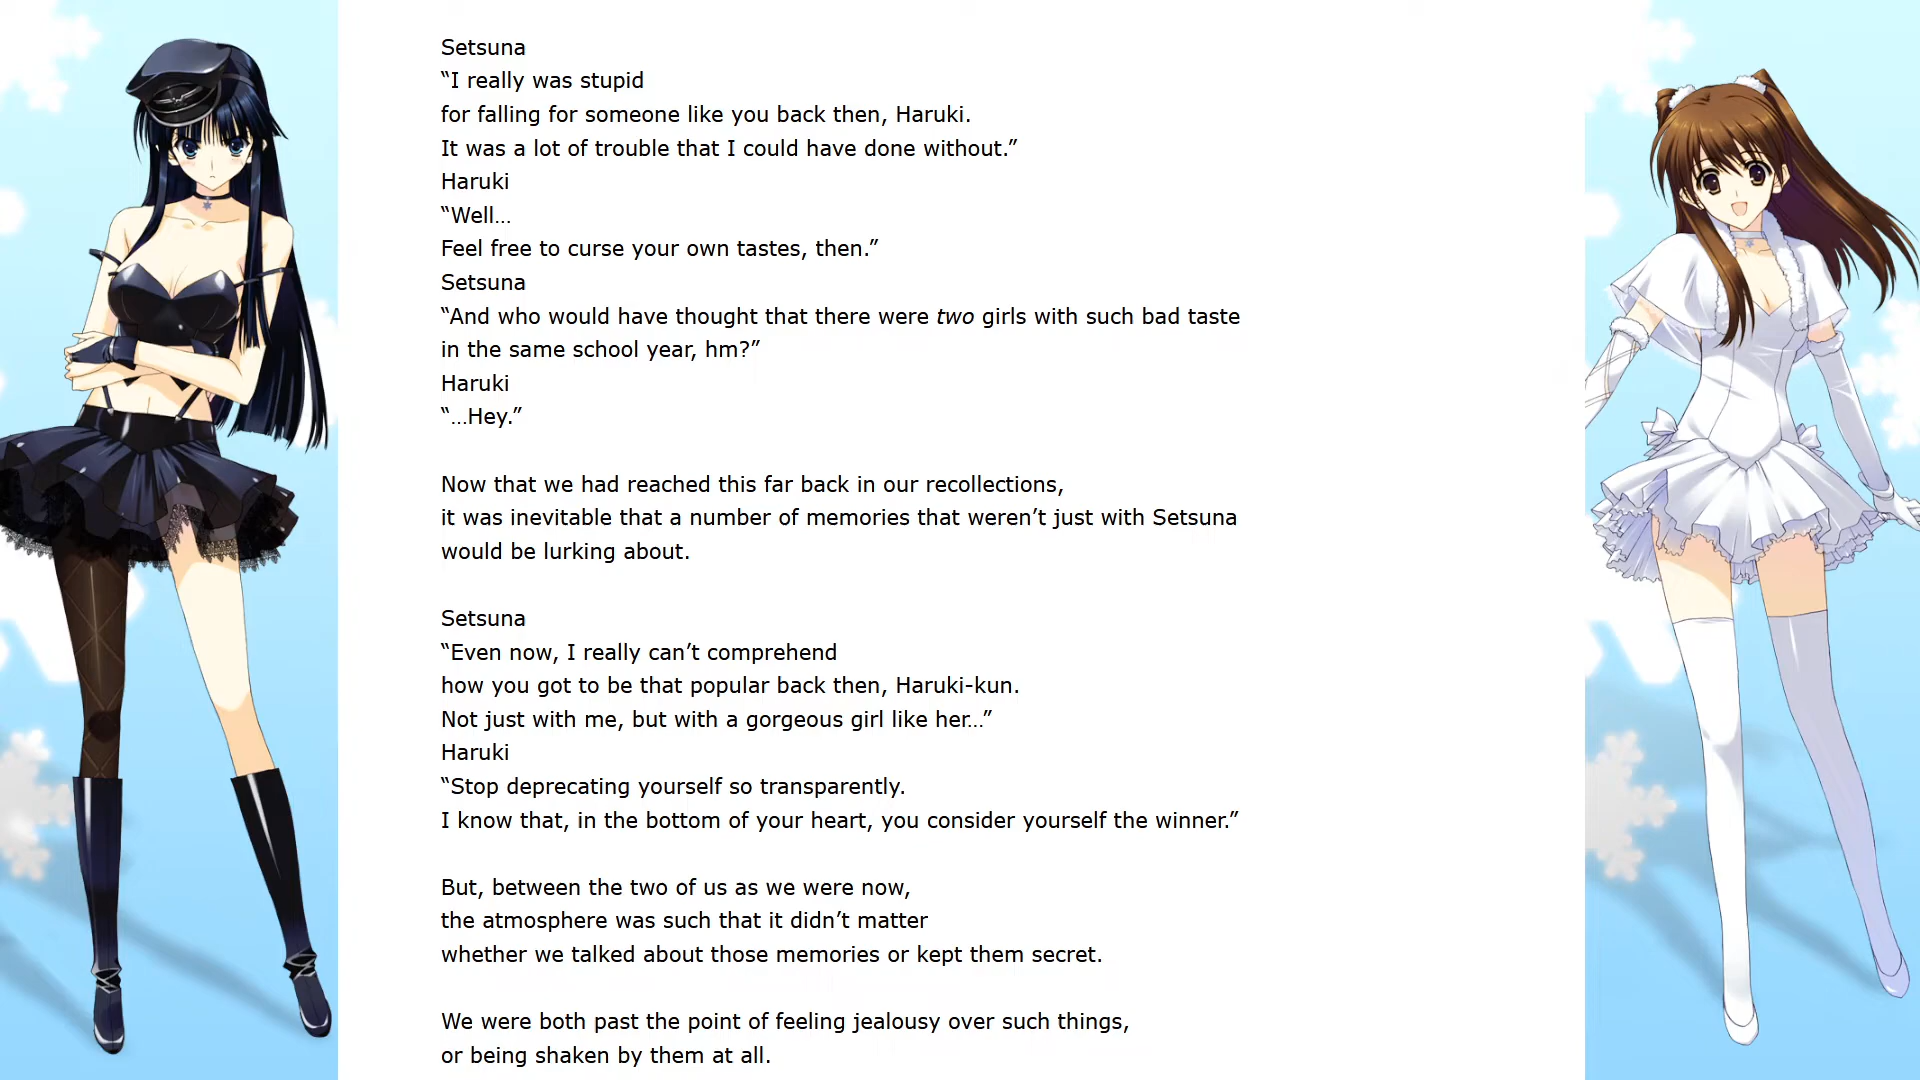 Setsuna
“I really was stupid
for falling for someone like you back then, Haruki.
It was a lot of trouble that I could have done without.”
Haruki
“Well…
Feel free to curse your own tastes, then.”
Setsuna
“And who would have thought that there were two girls with such bad taste
in the same school year, hm?”
Haruki
“…Hey.”
Now that we had reached this far back in our recollections,
it was inevitable that a number of memories that weren’t just with Setsuna
would be lurking about.
Setsuna
“Even now, I really can’t comprehend
how you got to be that popular back then, Haruki-kun.
Not just with me, but with a gorgeous girl like her…”
Haruki
“Stop deprecating yourself so transparently.
I know that, in the bottom of your heart, you consider yourself the winner.”
But, between the two of us as we were now,
the atmosphere was such that it didn’t matter
whether we talked about those memories or kept them secret.
We were both past the point of feeling jealousy over such things,
or being shaken by them at all.